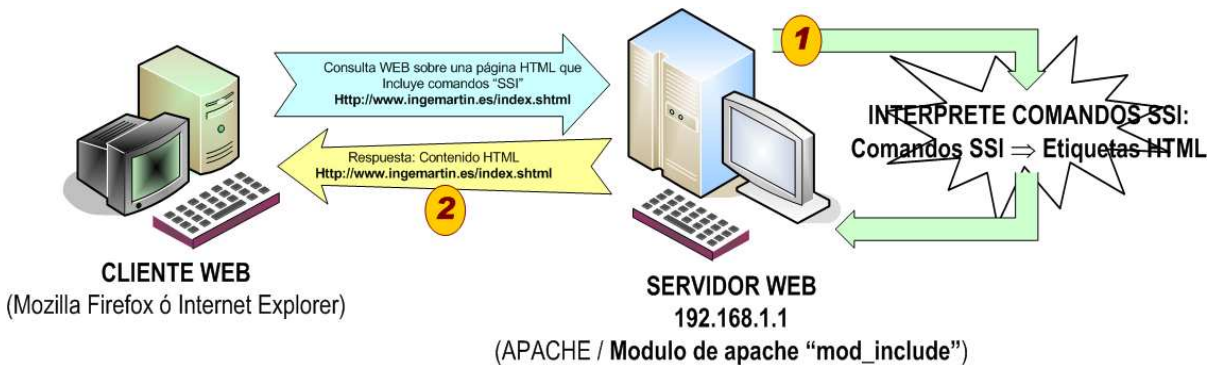 Consulta WEB sobre una página HTML que
Incluye comandos "SSI"
Http://www.ingemartin.es/index.shtml
Respuesta: Contenido HTML
Http://www.ingemartin.es/index.shtml
2
1
INTERPRETE COMANDOS SSI:
Comandos SSI ⇒ Etiquetas HTML
CLIENTE WEB
(Mozilla Firefox ó Internet Explorer)
SERVIDOR WEB
192.168.1.1
(APACHE / Modulo de apache "mod_include")